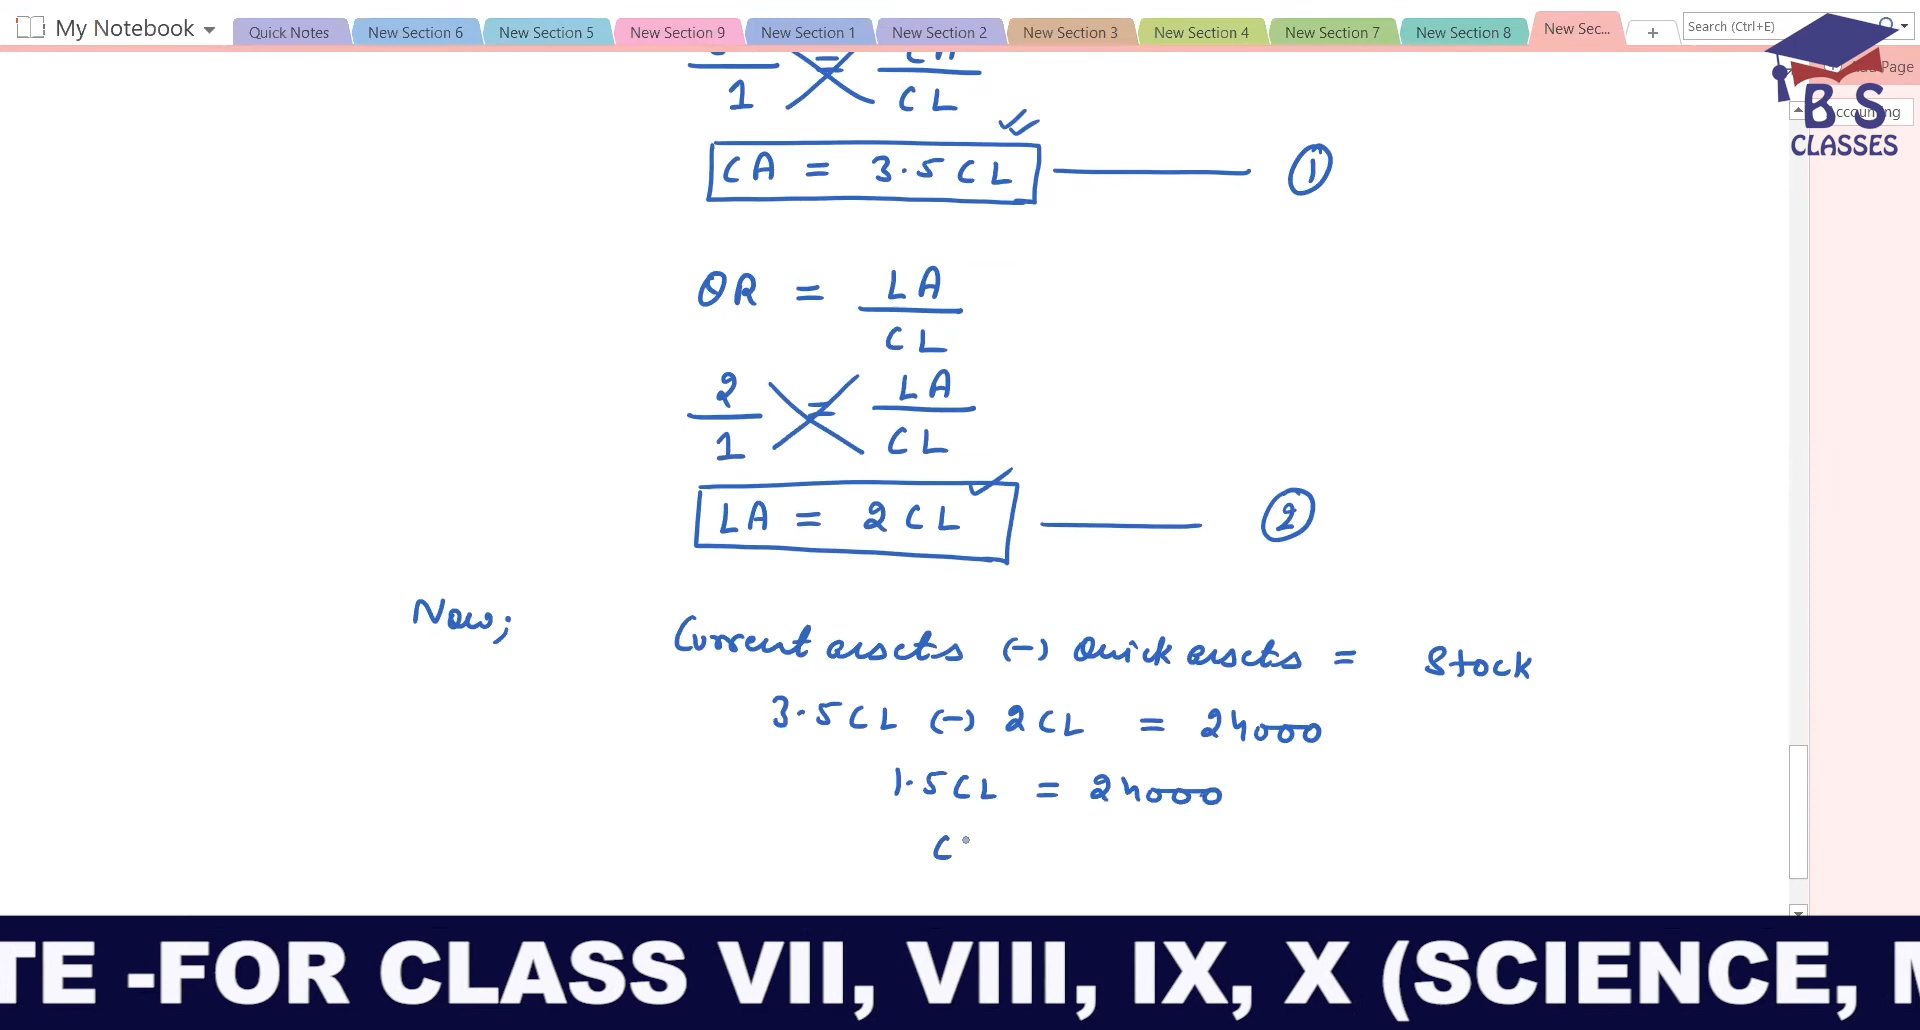 My Notebook
Quick Notes
New Section 6
New Section 5
New Section 9
New Section 1
New Section 2
New Section 3
New Section 4
New Section 7
New Section 8
New Sec...
Search (Ctrl+E)
Page
BS
CLASSES
1 CL
CA = 3.5 CL ①
QR = LA
CL
2 = LA
1 CL
LA = 2 CL ②
Now;
Current assets (-) Quick assets = Stock
3.5 CL (-) 2 CL = 24000
1.5 CL = 24000
C
TE -FOR CLASS VII, VIII, IX, X (SCIENCE, M